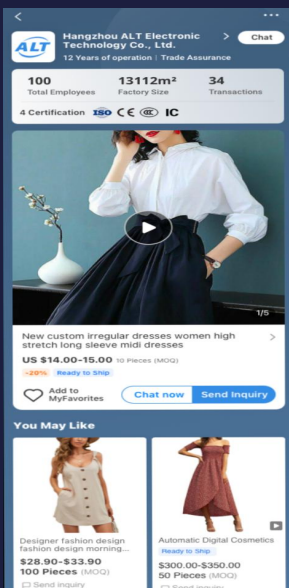 ALT
Hangzhou ALT Electronic
Technology Co., Ltd.
Chat
12 Years of operation | Trade Assurance
100
13112m²
34
Total Employees
Factory Size
Transactions
4 Certification ISO CE CCC IC
1/5
New custom irregular dresses women high
stretch long sleeve midi dresses
US $14.00-15.00 10 Pieces (MOQ)
-20% Ready to Ship
Add to
MyFavorites
Chat now
Send Inquiry
You May Like
Designer fashion design
fashion design morning...
$28.90-$33.90
100 Pieces (MOQ)
Send inquiry
Automatic Digital Cosmetics
Ready to Ship
$300.00-$350.00
50 Pieces (MOQ)
Send inquiry